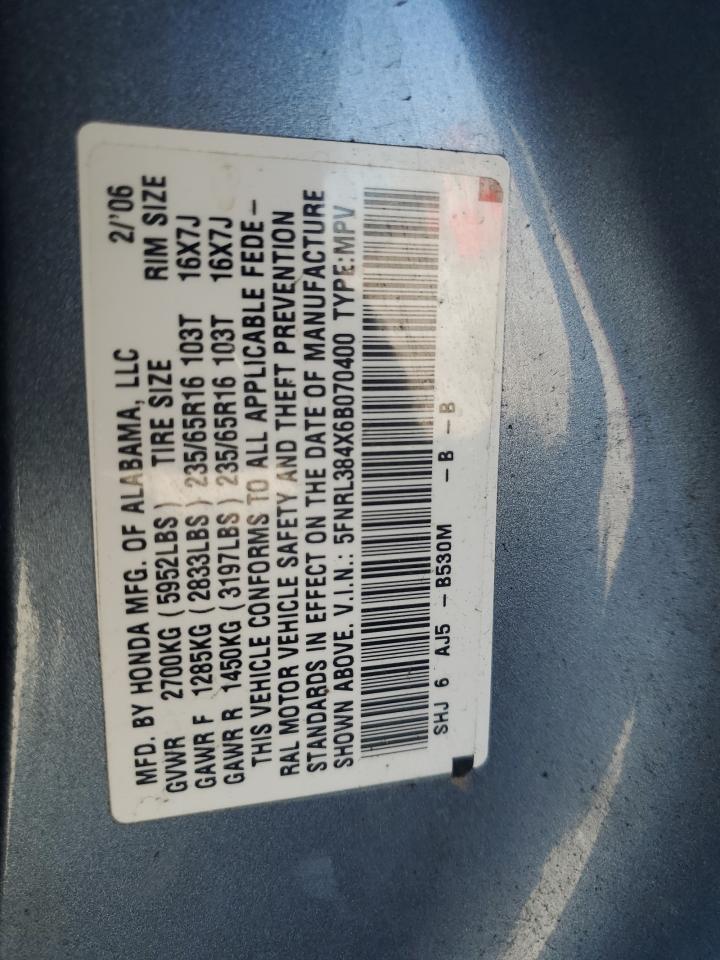 MFD. BY HONDA MFG. OF ALABAMA, LLC 2/'06
GVWR 2700KG (5952LBS) TIRE SIZE RIM SIZE
GAWR F 1285KG (2833LBS) 235/65R16 103T 16X7J
GAWR R 1450KG (3197LBS) 235/65R16 103T 16X7J
THIS VEHICLE CONFORMS TO ALL APPLICABLE FEDE-
RAL MOTOR VEHICLE SAFETY AND THEFT PREVENTION
STANDARDS IN EFFECT ON THE DATE OF MANUFACTURE
SHOWN ABOVE. V.I.N.: 5FNRL384X6B070400 TYPE:MPV
SHJ 6 AJ5 -B530M -B -B